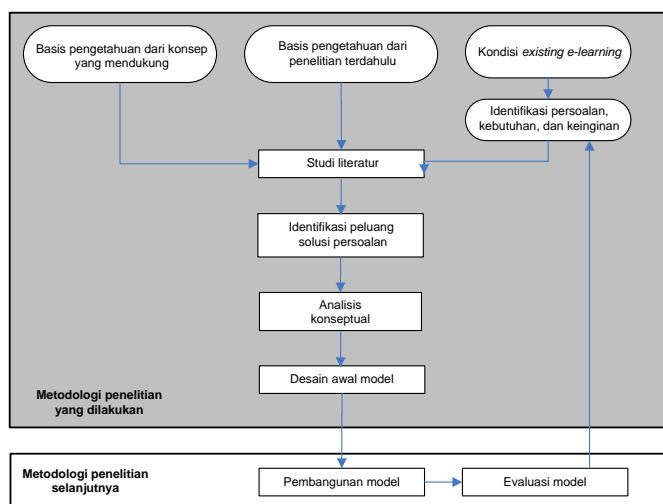 Basis pengetahuan dari konsep
yang mendukung
Basis pengetahuan dari
penelitian terdahulu
Kondisi existing e-learning
Identifikasi persoalan,
kebutuhan, dan keinginan
Studi literatur
Identifikasi peluang
solusi persoalan
Analisis
konseptual
Desain awal model
Metodologi penelitian
yang dilakukan
Metodologi penelitian
selanjutnya
Pembangunan model
Evaluasi model